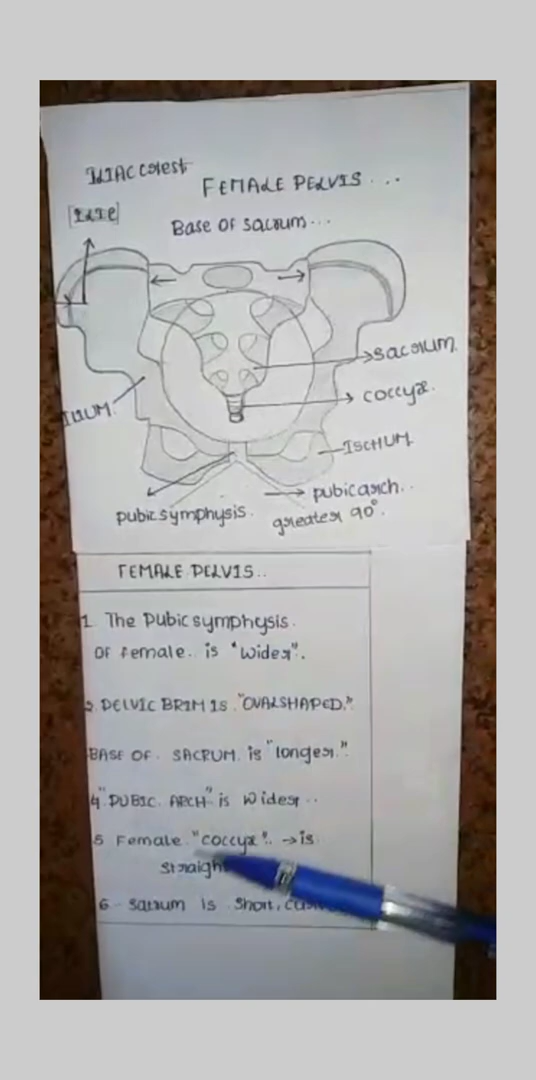 ILIAC Crest
FEMALE PELVIS...
Base of sacrum...
sacrum.
coccyx.
ILIUM.
ISCHUM
pubic arch..
pubic symphysis.
greater 90°.
FEMALE PELVIS..
1 The Pubic symphysis.
OF Female. is "wider".
2. PELVIC BRIM IS "OVALSHAPED."
BASE OF. SACRUM. is "longer."
4 "PUBIC. ARCH" is wider..
5 Female "coccyx". → is
6 sacrum is short,